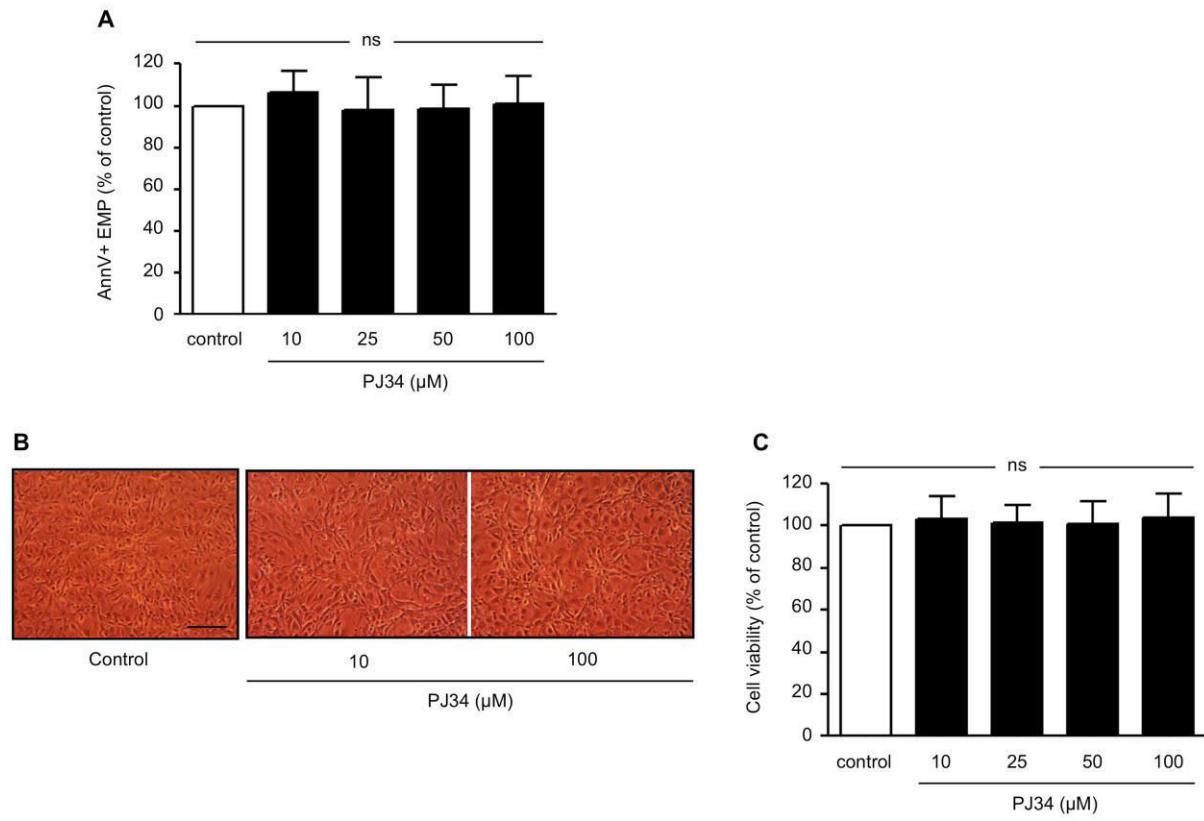 A
ns
AnnV+ EMP (% of control)
120
100
80
60
40
20
0
control 10 25 50 100
PJ34 (µM)
B
Control 10 100
PJ34 (µM)
C
ns
Cell viability (% of control)
120
100
80
60
40
20
0
control 10 25 50 100
PJ34 (µM)